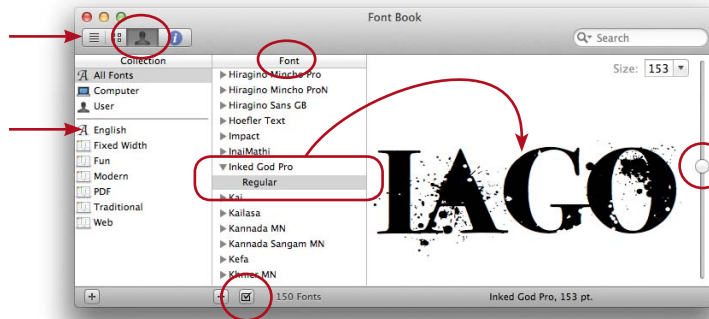 Font Book
Search
Collection
All Fonts
Computer
User
English
Fixed Width
Fun
Modern
PDF
Traditional
Web
Font
Hiragino Mincho Pro
Hiragino Mincho ProN
Hiragino Sans GB
Hoefler Text
Impact
InaiMathi
Inked God Pro
Regular
Kai
Kailasa
Kannada MN
Kannada Sangam MN
Kefa
Khmer MN
Size: 153
IAGO
150 Fonts
Inked God Pro, 153 pt.